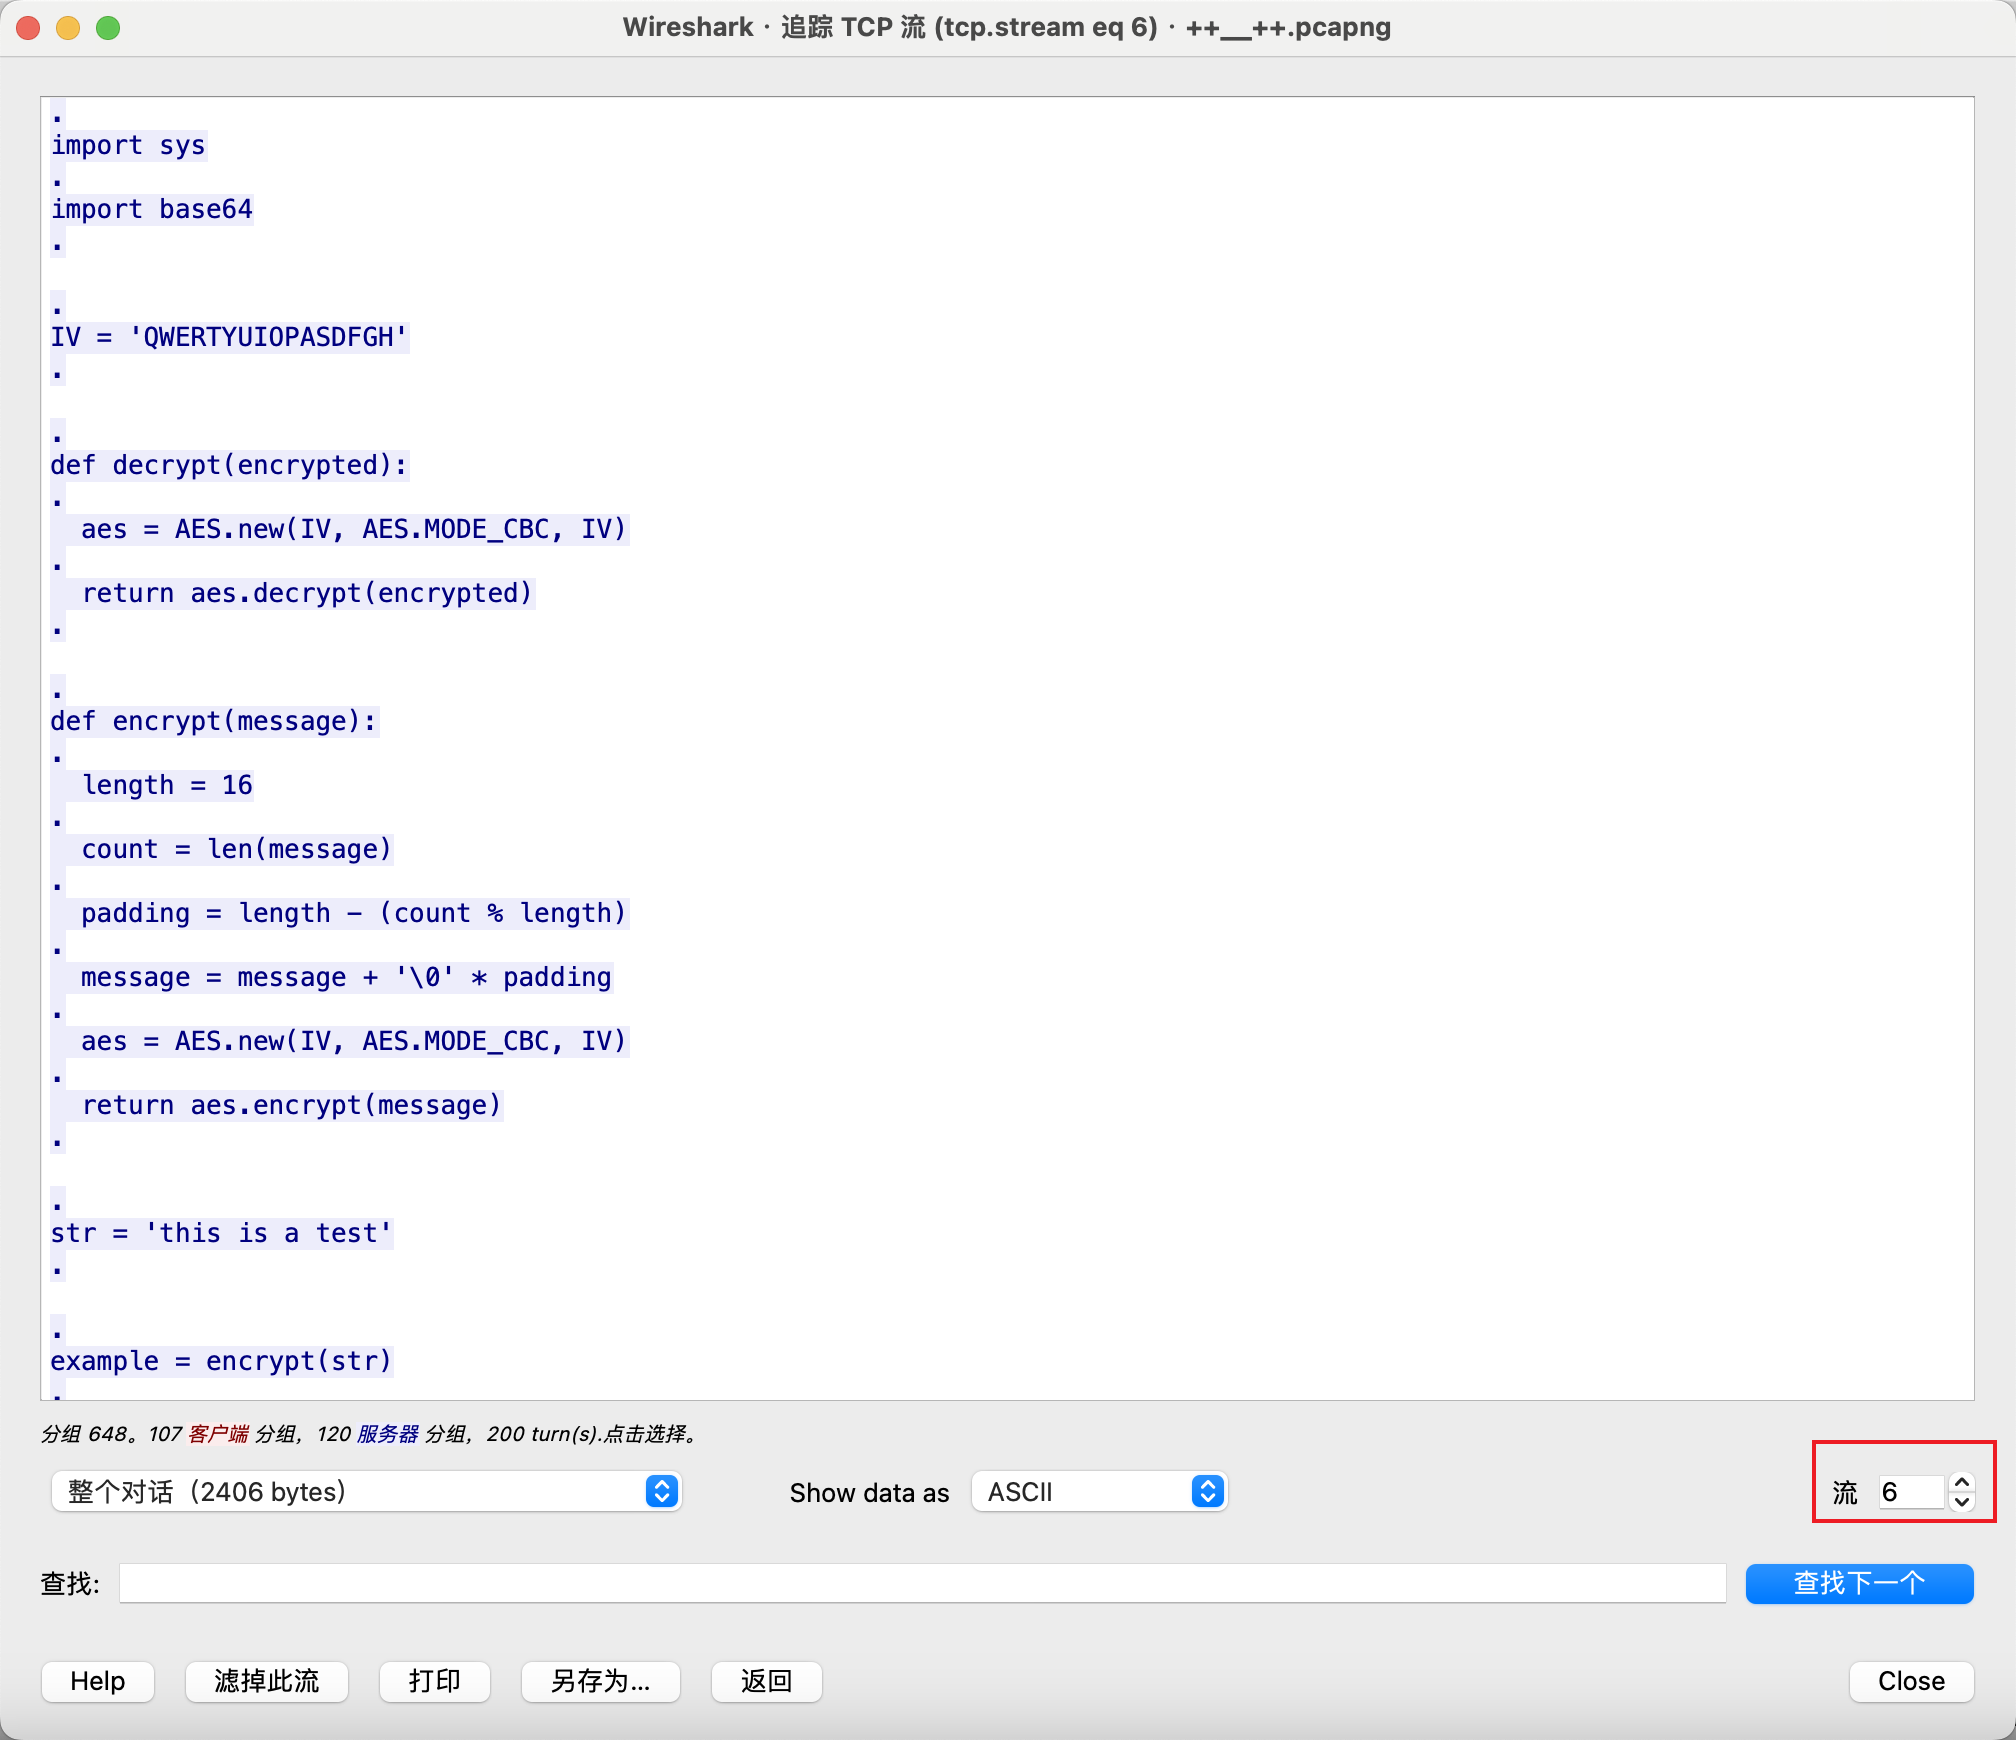 Wireshark · 追踪 TCP 流 (tcp.stream eq 6) · ++__++.pcapng
.
import sys
.
import base64
.
.
IV = 'QWERTYUIOPASDFGH'
.
.
def decrypt(encrypted):
.
  aes = AES.new(IV, AES.MODE_CBC, IV)
.
  return aes.decrypt(encrypted)
.
.
def encrypt(message):
.
  length = 16
.
  count = len(message)
.
  padding = length - (count % length)
.
  message = message + '\0' * padding
.
  aes = AES.new(IV, AES.MODE_CBC, IV)
.
  return aes.encrypt(message)
.
.
str = 'this is a test'
.
.
example = encrypt(str)
.
分组 648。107 客户端 分组，120 服务器 分组，200 turn(s).点击选择。
整个对话（2406 bytes） Show data as ASCII 流 6
查找: 查找下一个
Help 滤掉此流 打印 另存为... 返回 Close